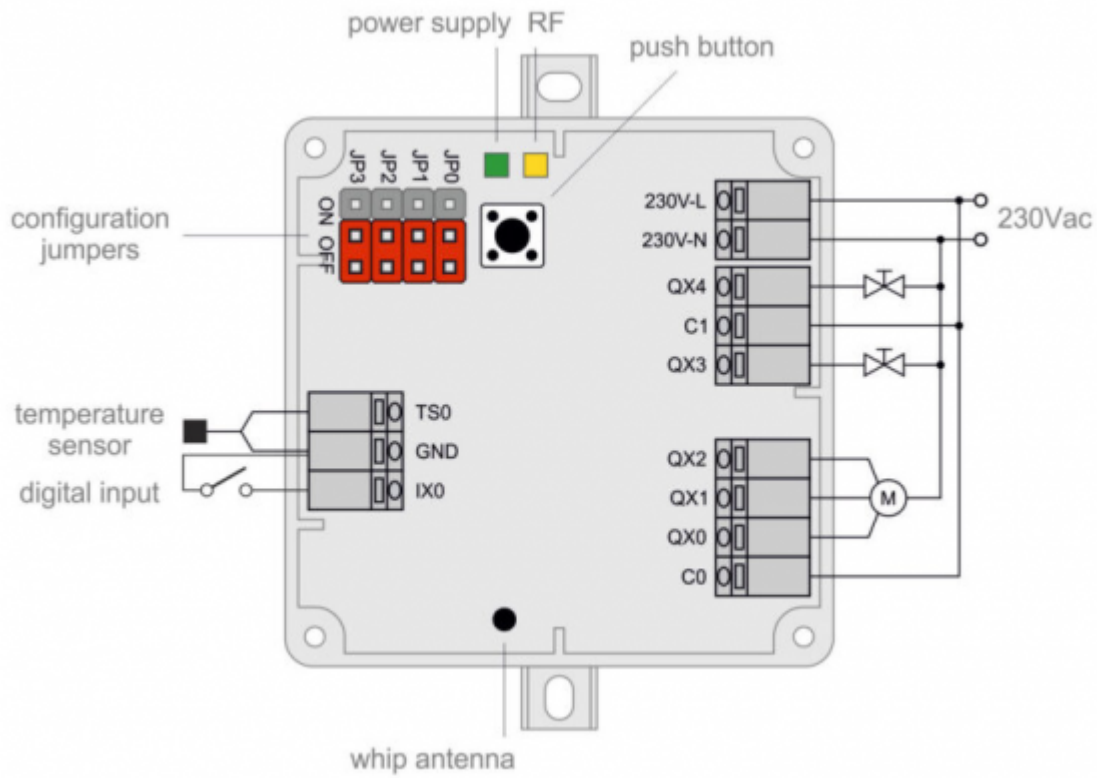 power supply RF
push button
JP3
JP2
JP1
JP0
ON
OFF
configuration
jumpers
230V-L
230V-N
230Vac
QX4
C1
QX3
temperature
sensor
digital input
TS0
GND
IX0
QX2
QX1
QX0
C0
M
whip antenna